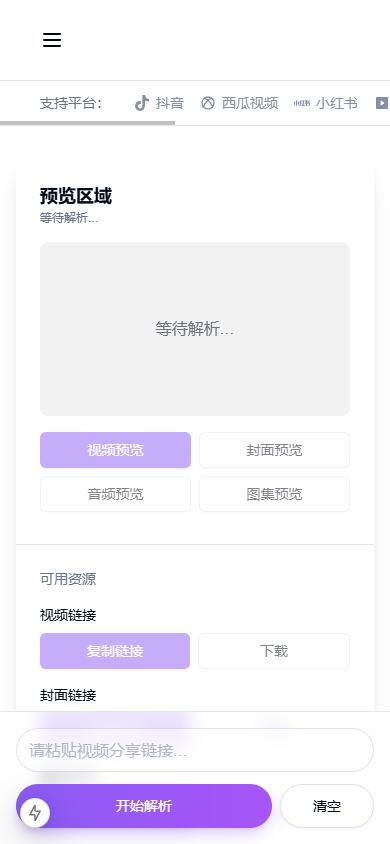 支持平台： 抖音 西瓜视频 小红书
预览区域
等待解析...
等待解析...
视频预览 封面预览
音频预览 图集预览
可用资源
视频链接
复制链接 下载
封面链接
请粘贴视频分享链接...
开始解析 清空